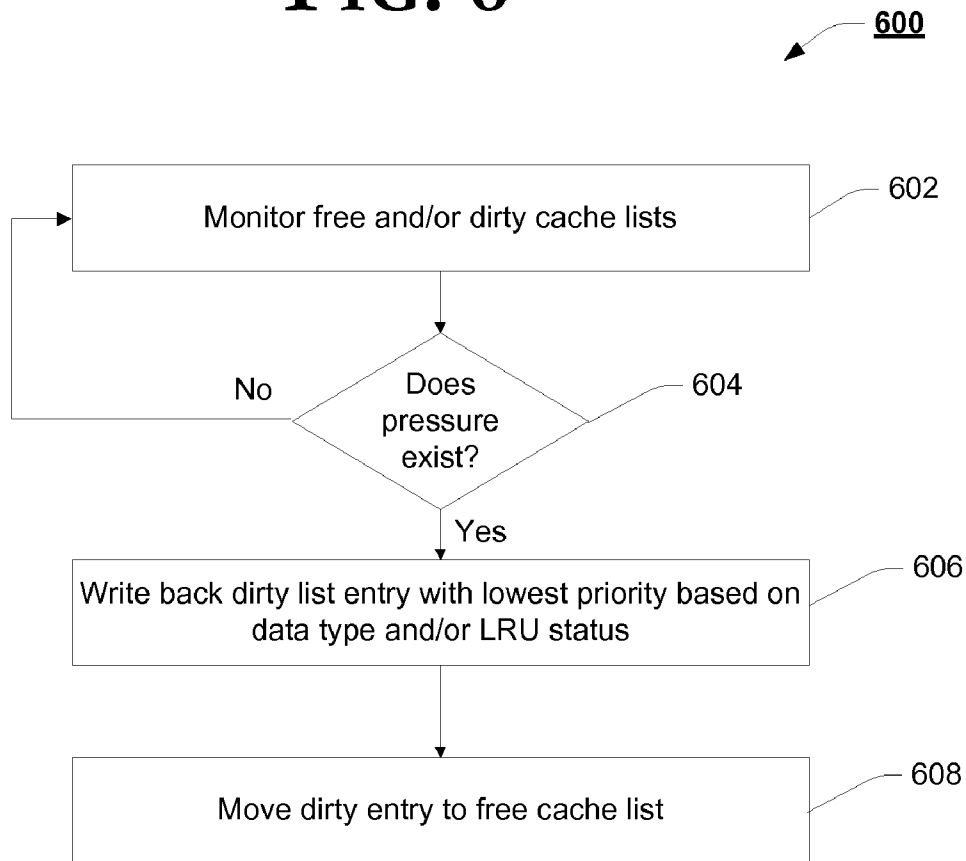 FIG. 6
600
Monitor free and/or dirty cache lists
602
Does
pressure
exist?
604
No
Yes
Write back dirty list entry with lowest priority based on
data type and/or LRU status
606
Move dirty entry to free cache list
608